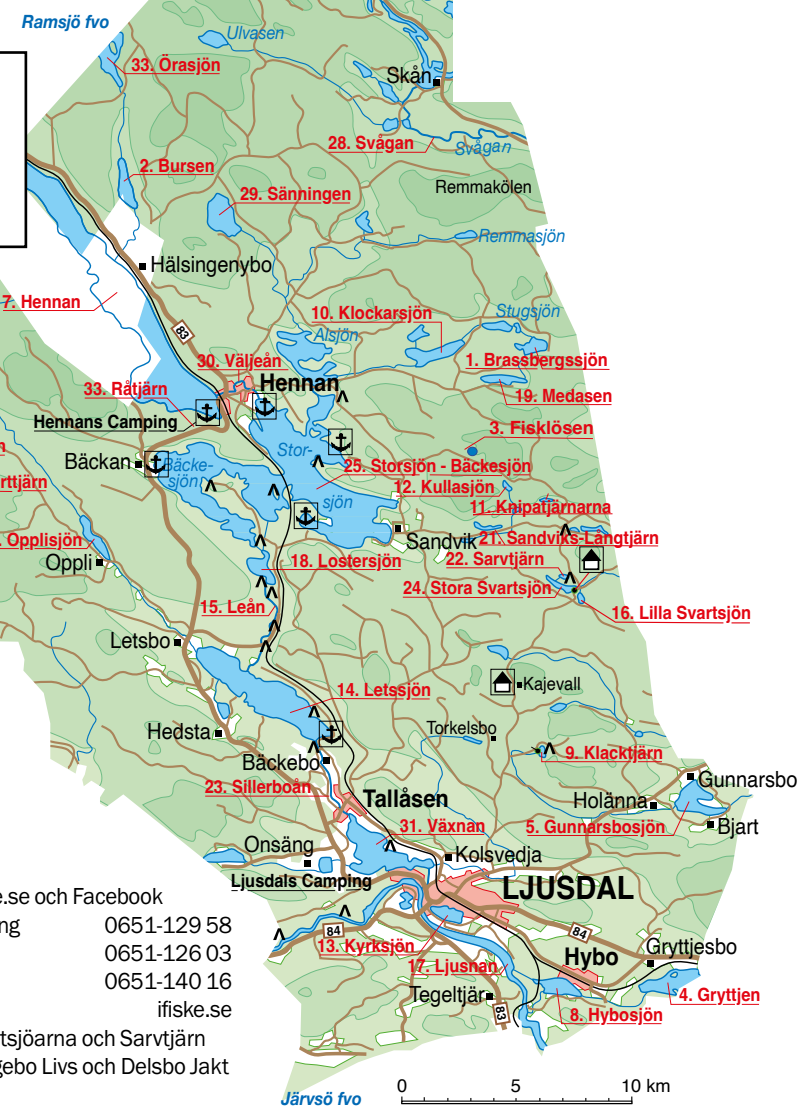 Ramsjö fvo
Ulvasen
33. Örasjön
Skån
28. Svågan
Svågan
2. Bursen
Remmakölen
29. Sänningen
Remmasjön
Hälsingenybo
7. Hennan
10. Klockarsjön
Stugsjön
83
Alsjön
30. Väljeån
1. Brassbergssjön
33. Råtjärn
Hennan
19. Medasen
Hennans Camping
3. Fisklösen
n
Bäckan
Bäcke-
sjön
Stor-
sjön
25. Storsjön - Bäckesjön
rttjärn
12. Kullasjön
11. Knipatjärnarna
. Opplisjön
Sandvik
21. Sandviks-Långtjärn
Oppli
18. Lostersjön
22. Sarvtjärn
24. Stora Svartsjön
15. Leån
16. Lilla Svartsjön
Letsbo
14. Letssjön
Kajevall
Hedsta
Torkelsbo
Bäckebo
9. Klacktjärn
23. Sillerboån
Gunnarsbo
Tallåsen
Holänna
31. Växnan
5. Gunnarsbosjön
Bjart
Onsäng
Kolsvedja
Ljusdals Camping
LJUSDAL
e.se och Facebook
ng 0651-129 58
84
84
0651-126 03
13. Kyrksjön
Hybo
Gryttjesbo
17. Ljusnan
0651-140 16
Tegeltjär
4. Gryttjen
ifiske.se
83
8. Hybosjön
tsjöarna och Sarvtjärn
gebo Livs och Delsbo Jakt
Järvsö fvo
0 5 10 km